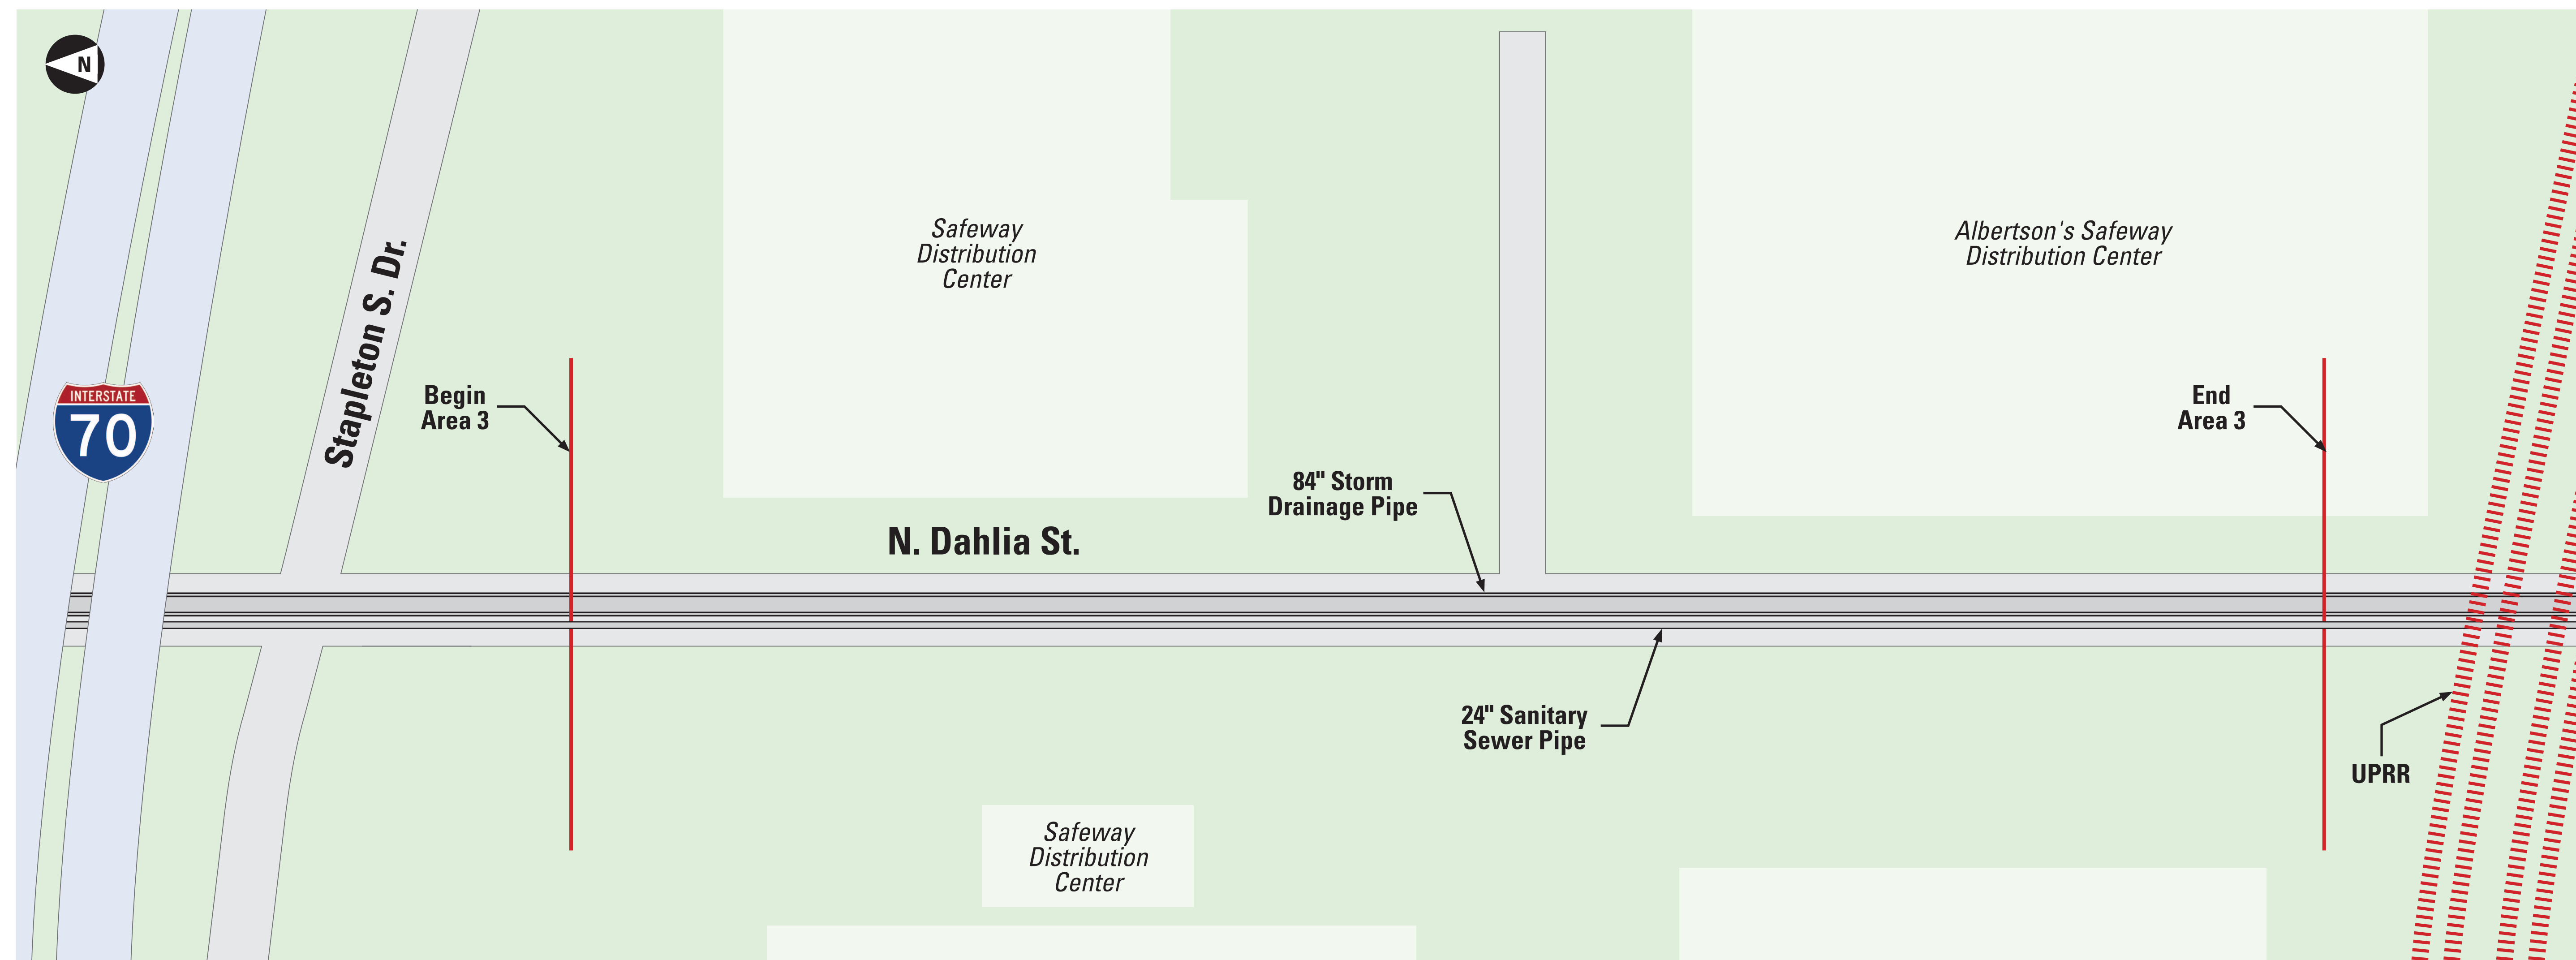 N
INTERSTATE
70
Stapleton S. Dr.
Begin
Area 3
Safeway
Distribution
Center
N. Dahlia St.
84" Storm
Drainage Pipe
Albertson's Safeway
Distribution Center
End
Area 3
24" Sanitary
Sewer Pipe
UPRR
Safeway
Distribution
Center